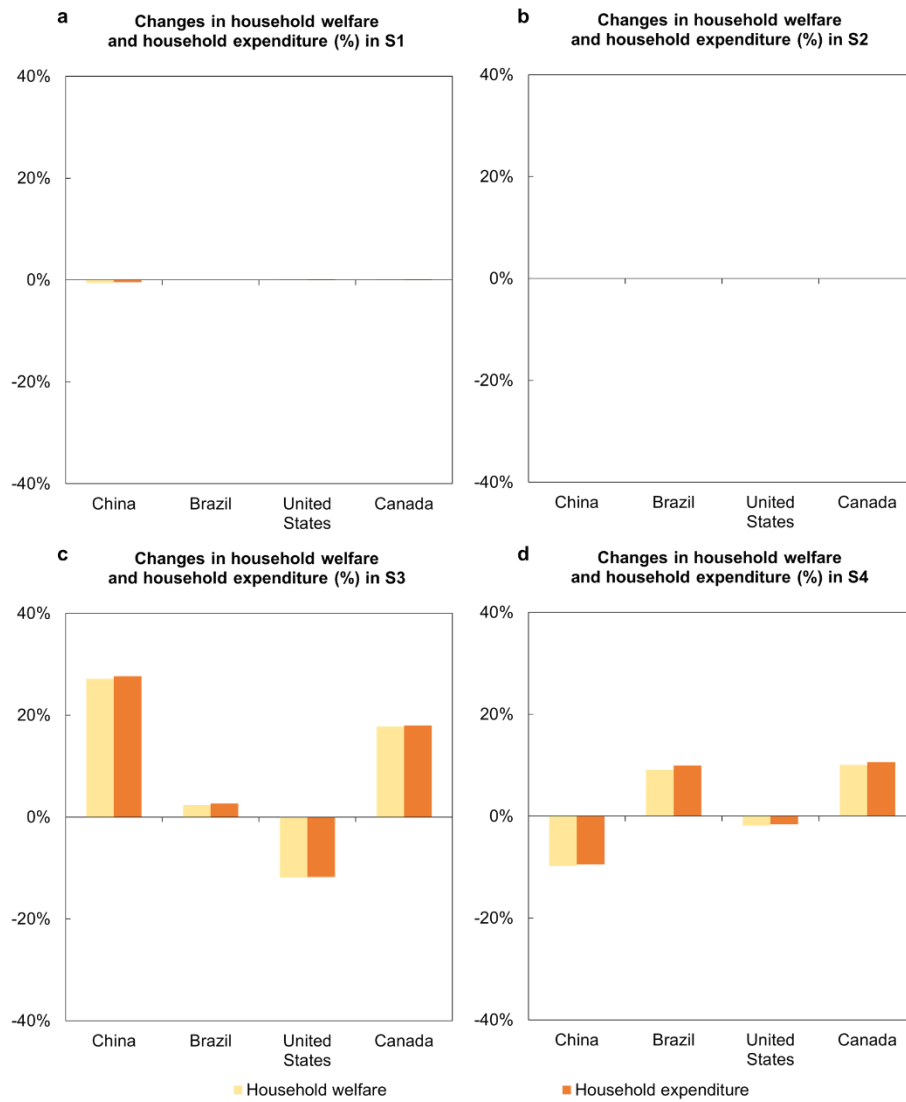 a
Changes in household welfare
and household expenditure (%) in S1
40%
20%
0%
-20%
-40%
China
Brazil
United
States
Canada
b
Changes in household welfare
and household expenditure (%) in S2
40%
20%
0%
-20%
-40%
China
Brazil
United
States
Canada
c
Changes in household welfare
and household expenditure (%) in S3
40%
20%
0%
-20%
-40%
China
Brazil
United
States
Canada
d
Changes in household welfare
and household expenditure (%) in S4
40%
20%
0%
-20%
-40%
China
Brazil
United
States
Canada
Household welfare
Household expenditure